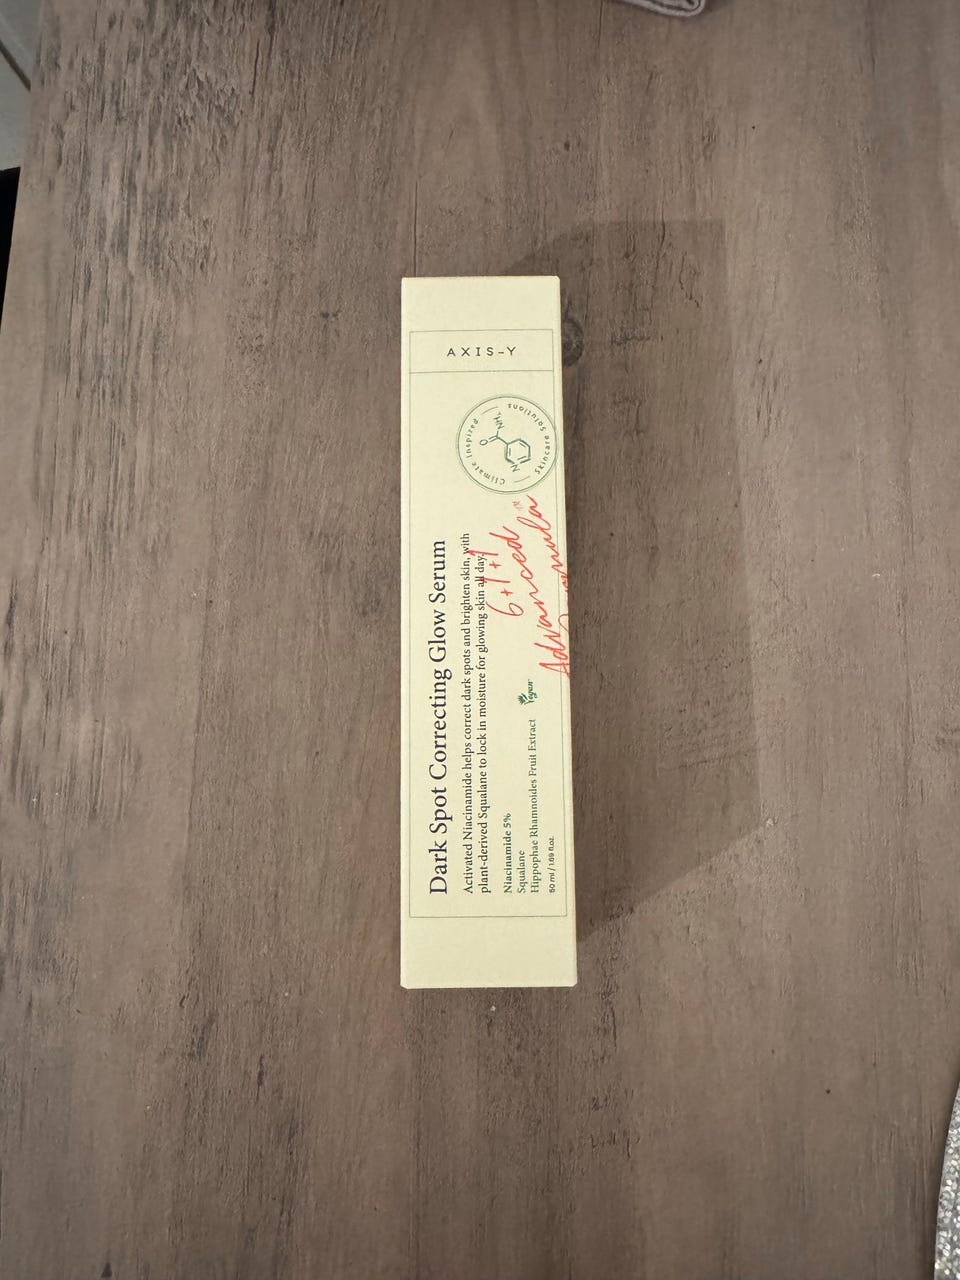 AXIS-Y
Climate Inspired
Skincare Solutions
O
NH₂
N
Dark Spot Correcting Glow Serum
Activated Niacinamide helps correct dark spots and brighten skin, with
plant-derived Squalane to lock in moisture for glowing skin all day.
6+1+1
Advanced
Niacinamide 5%
Squalane
Hippophae Rhamnoides Fruit Extract
Vegan
50 ml / 1.69 fl.oz.